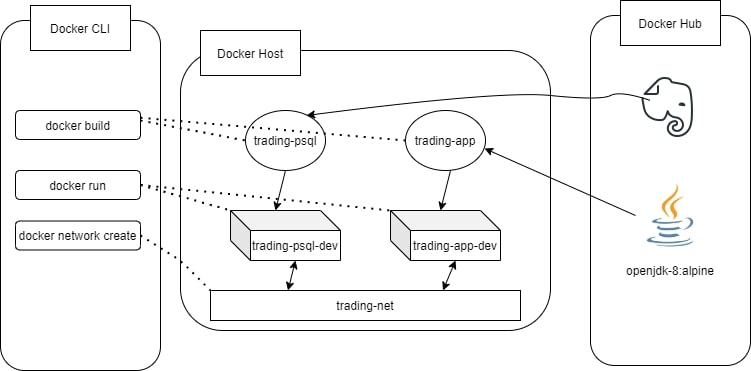 Docker CLI
Docker Host
Docker Hub
docker build
trading-psql
trading-app
docker run
docker network create
trading-psql-dev
trading-app-dev
openjdk-8:alpine
trading-net